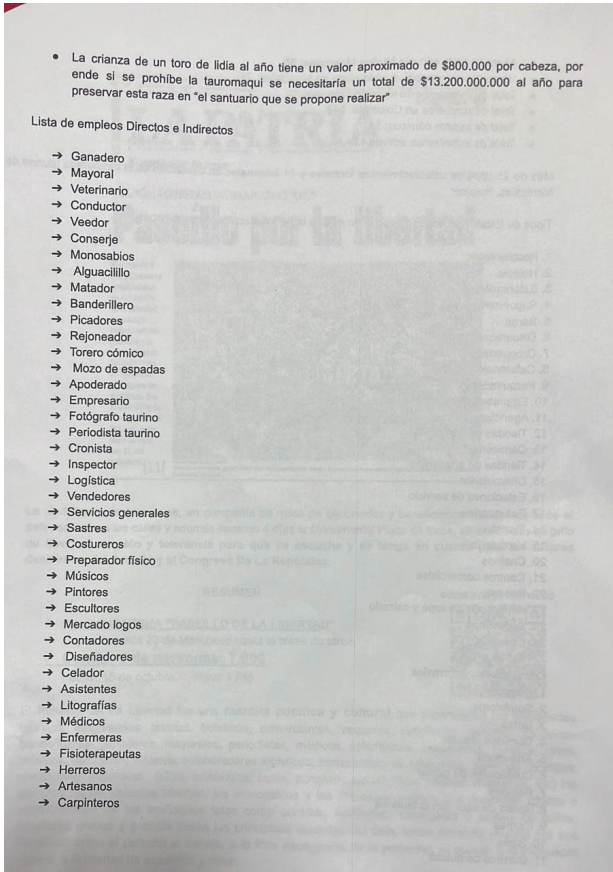 • La crianza de un toro de lidia al año tiene un valor aproximado de $800.000 por cabeza, por
ende si se prohíbe la tauromaqui se necesitaría un total de $13.200.000.000 al año para
preservar esta raza en “el santuario que se propone realizar”
Lista de empleos Directos e Indirectos
➔ Ganadero
➔ Mayoral
➔ Veterinario
➔ Conductor
➔ Veedor
➔ Conserje
➔ Monosabios
➔ Alguacilillo
➔ Matador
➔ Banderillero
➔ Picadores
➔ Rejoneador
➔ Torero cómico
➔ Mozo de espadas
➔ Apoderado
➔ Empresario
➔ Fotógrafo taurino
➔ Periodista taurino
➔ Cronista
➔ Inspector
➔ Logística
➔ Vendedores
➔ Servicios generales
➔ Sastres
➔ Costureros
➔ Preparador físico
➔ Músicos
➔ Pintores
➔ Escultores
➔ Mercado logos
➔ Contadores
➔ Diseñadores
➔ Celador
➔ Asistentes
➔ Litografías
➔ Médicos
➔ Enfermeras
➔ Fisioterapeutas
➔ Herreros
➔ Artesanos
➔ Carpinteros